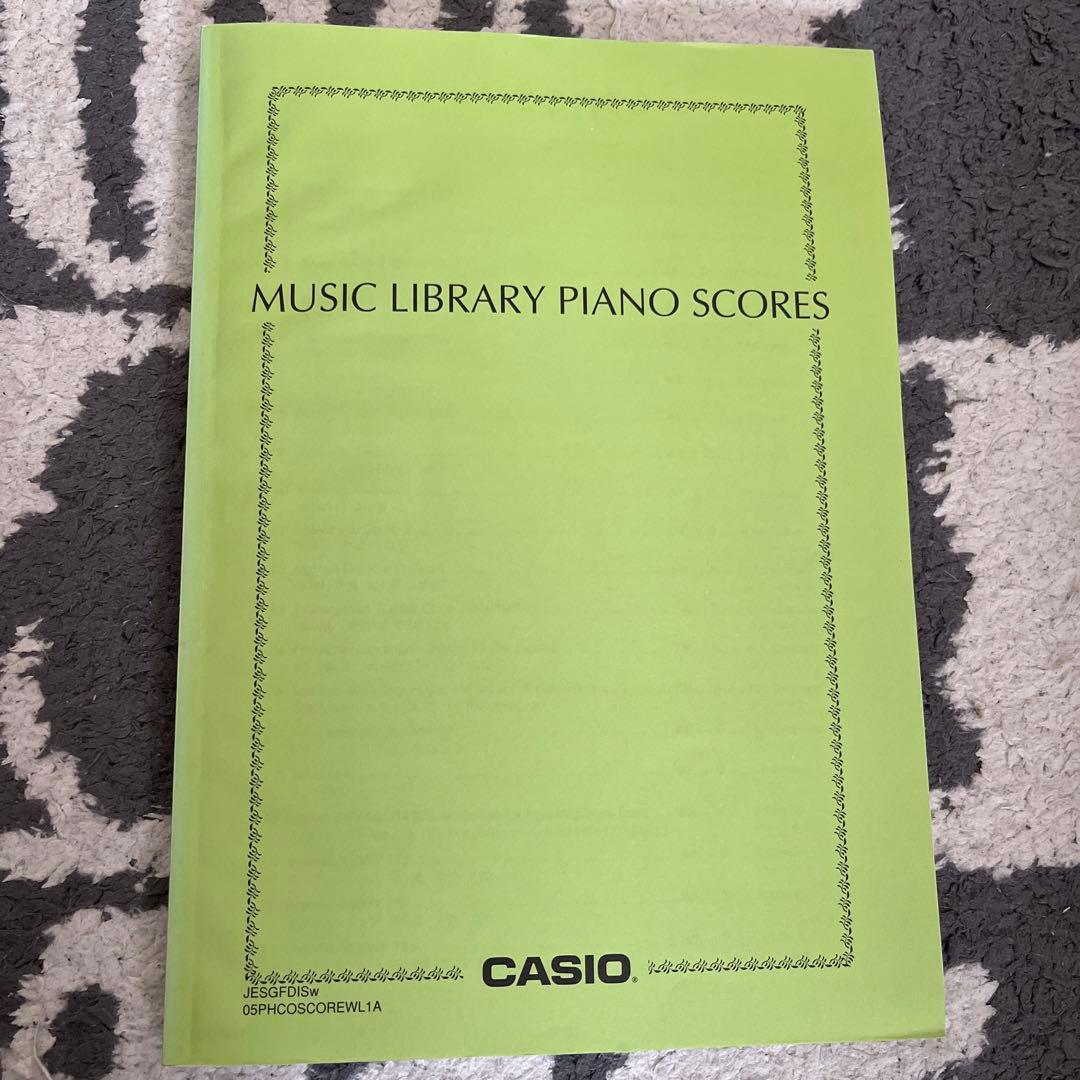 MUSIC LIBRARY PIANO SCORES
CASIO®
JESGFDISw
05PHCOSCOREWL1A